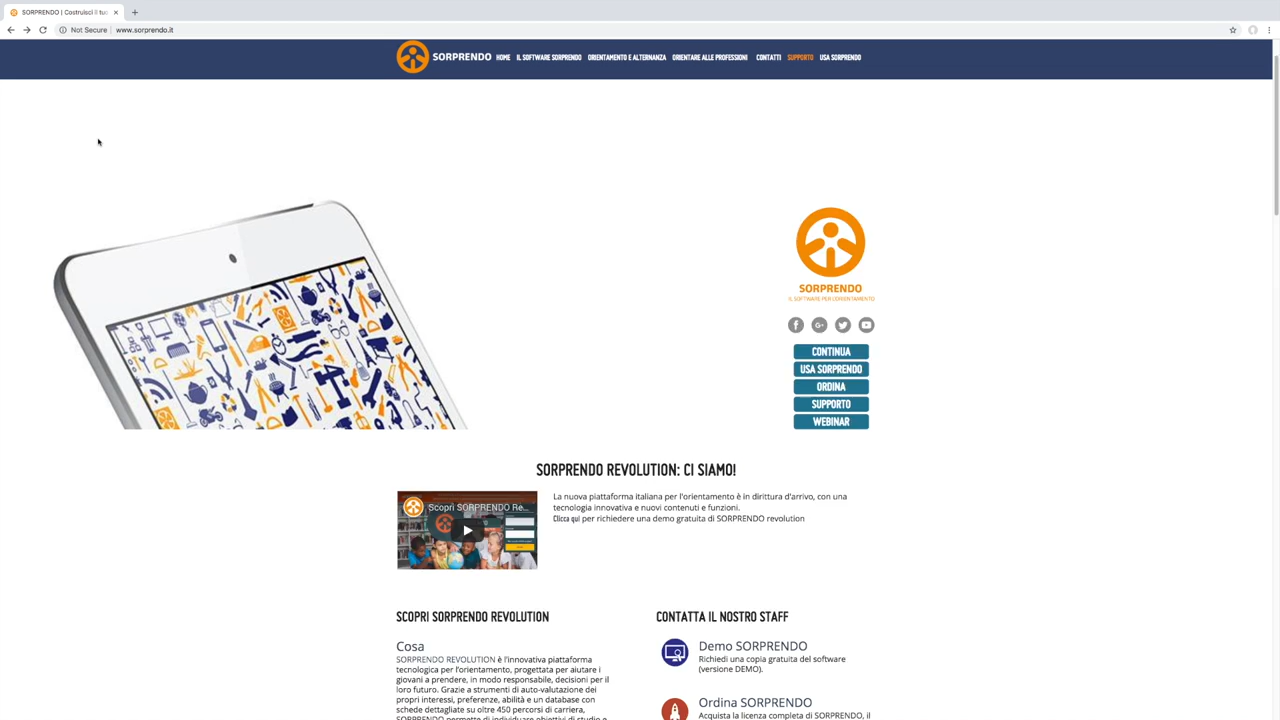 SORPRENDO | Costruisci il tuo
Not Secure | www.sorprendo.it
SORPRENDO HOME IL SOFTWARE SORPRENDO ORIENTAMENTO E ALTERNANZA ORIENTARE ALLE PROFESSIONI CONTATTI SUPPORTO USA SORPRENDO
SORPRENDO
IL SOFTWARE PER L'ORIENTAMENTO
CONTINUA
USA SORPRENDO
ORDINA
SUPPORTO
WEBINAR
SORPRENDO REVOLUTION: CI SIAMO!
Scopri SORPRENDO Re...
La nuova piattaforma italiana per l'orientamento è in dirittura d'arrivo, con una
tecnologia innovativa e nuovi contenuti e funzioni.
Clicca qui per richiedere una demo gratuita di SORPRENDO revolution
SCOPRI SORPRENDO REVOLUTION
Cosa
SORPRENDO REVOLUTION è l'innovativa piattaforma
tecnologica per l'orientamento, progettata per aiutare i
giovani a prendere, in modo responsabile, decisioni per il
loro futuro. Grazie a strumenti di auto-valutazione dei
propri interessi, preferenze, abilità e un database con
schede dettagliate su oltre 450 percorsi di carriera,
SORPRENDO permette di individuare obiettivi di studio e
CONTATTA IL NOSTRO STAFF
Demo SORPRENDO
Richiedi una copia gratuita del software
(versione DEMO).
Ordina SORPRENDO
Acquista la licenza completa di SORPRENDO, il